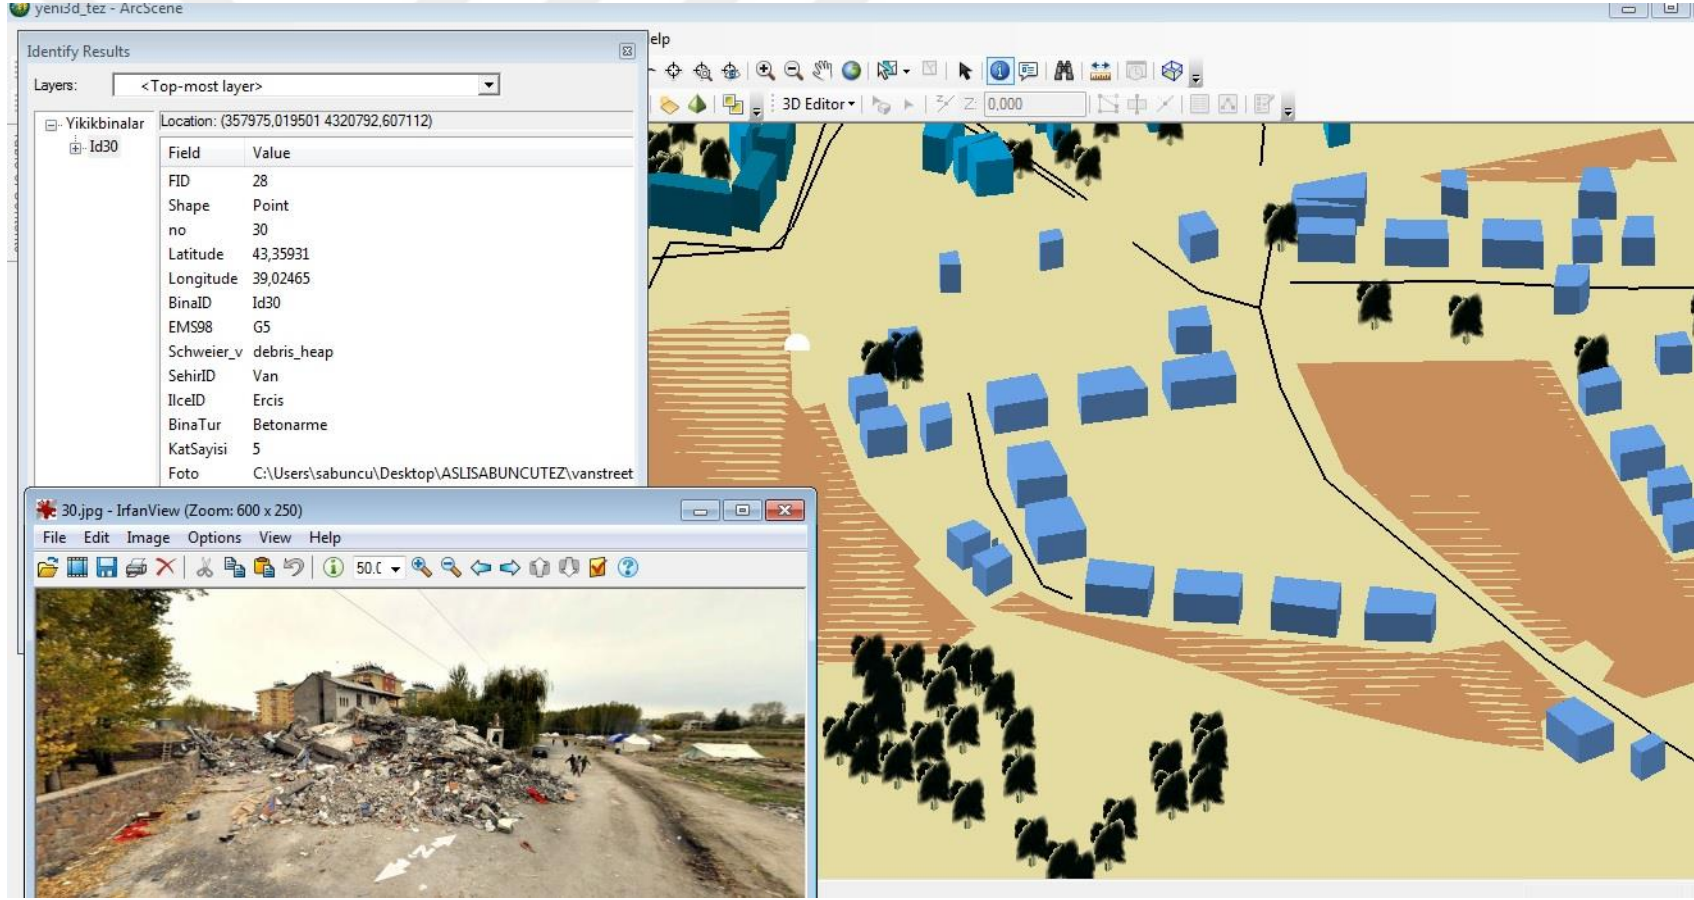 yeni3d_tez - ArcScene
Identify Results
elp
Layers: <Top-most layer>
3D Editor Z: 0,000
Yikikbinalar
Id30
Location: (357975,019501 4320792,607112)
Field Value
FID 28
Shape Point
no 30
Latitude 43,35931
Longitude 39,02465
BinaID Id30
EMS98 G5
Schweier_v debris_heap
SehirID Van
IlceID Ercis
BinaTur Betonarme
KatSayisi 5
Foto C:\Users\sabuncu\Desktop\ASLISABUNCUTEZ\vanstreet
30.jpg - IrfanView (Zoom: 600 x 250)
File Edit Image Options View Help
50.0